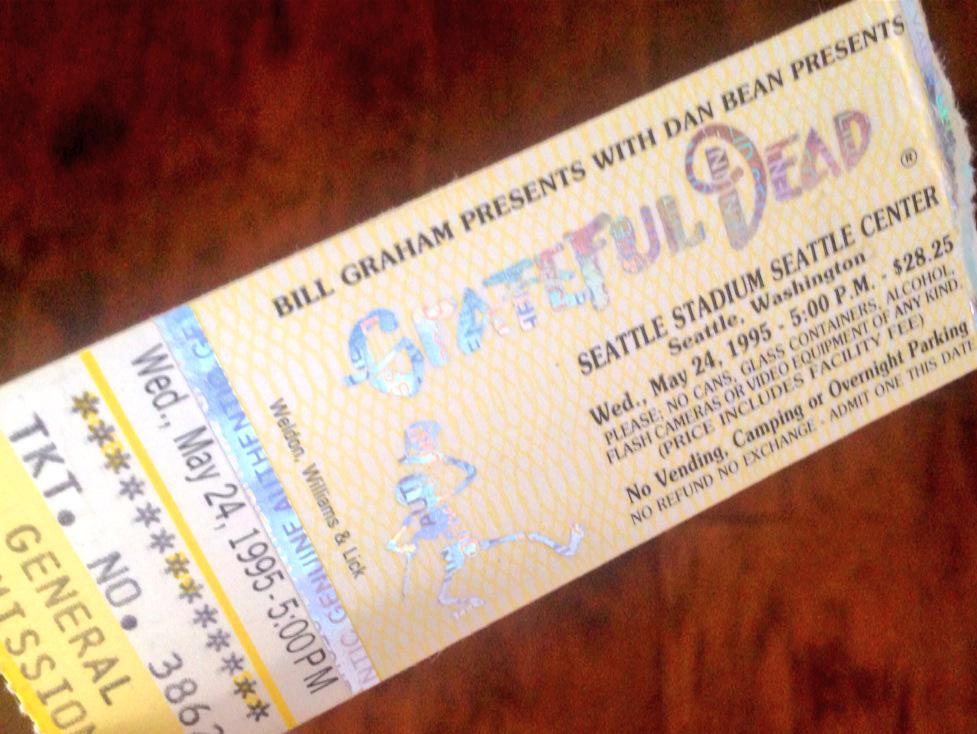 BILL GRAHAM PRESENTS WITH DAN BEAN PRESENTS
GRATEFUL DEAD
®
SEATTLE STADIUM SEATTLE CENTER
Seattle, Washington
Wed., May 24, 1995 - 5:00 P.M. - $28.25
PLEASE, NO CANS, GLASS CONTAINERS, ALCOHOL,
FLASH CAMERAS OR VIDEO EQUIPMENT OF ANY KIND.
(PRICE INCLUDES FACILITY FEE)
No Vending, Camping or Overnight Parking
NO REFUND NO EXCHANGE - ADMIT ONE THIS DATE
Weldon, Williams & Lick
GENUINE AUTHENTIC
Wed., May 24, 1995-5:00PM
************
TKT. NO. 386
GENERAL